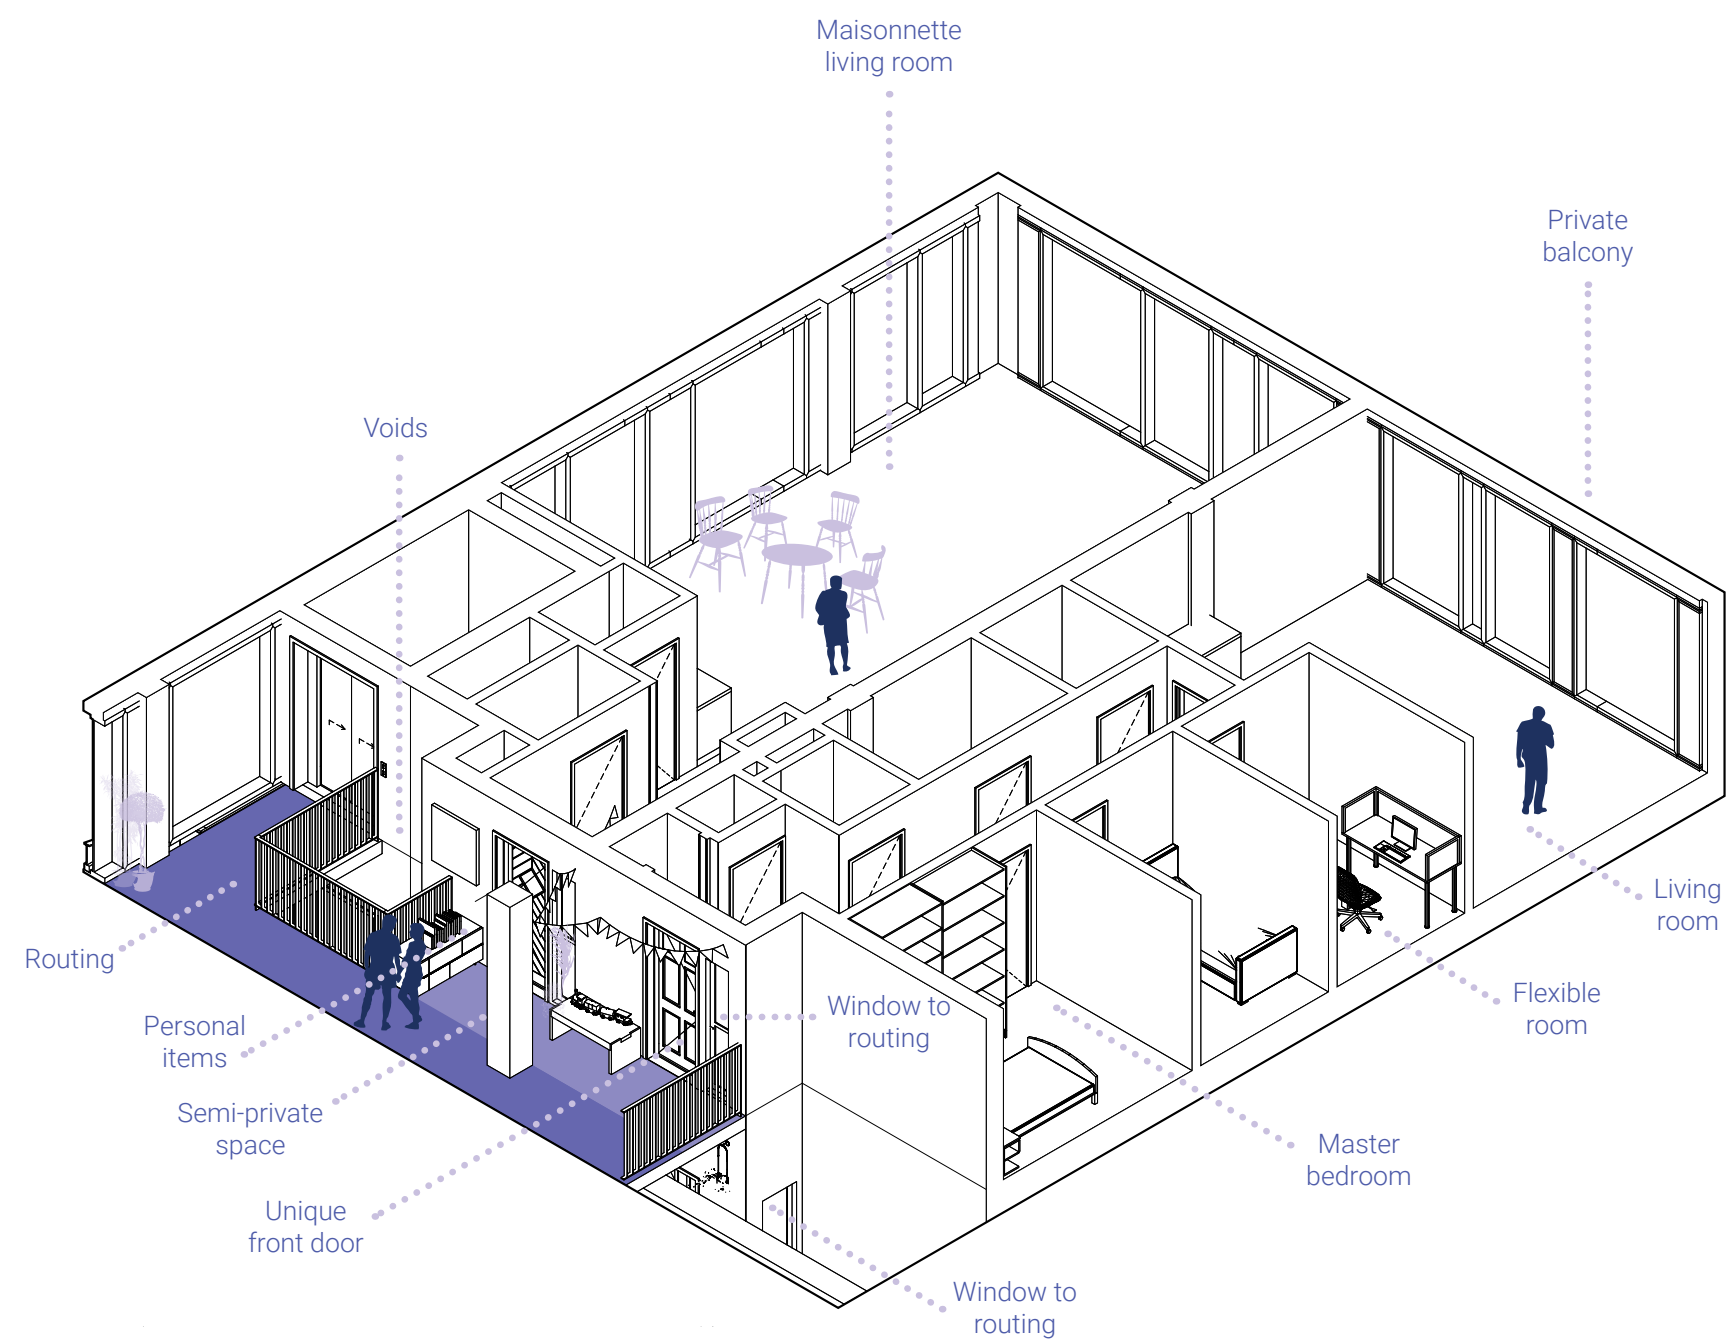 Maisonnette
living room
Private
balcony
Voids
Routing
Personal
items
Semi-private
space
Unique
front door
Window to
routing
Window to
routing
Living
room
Flexible
room
Master
bedroom